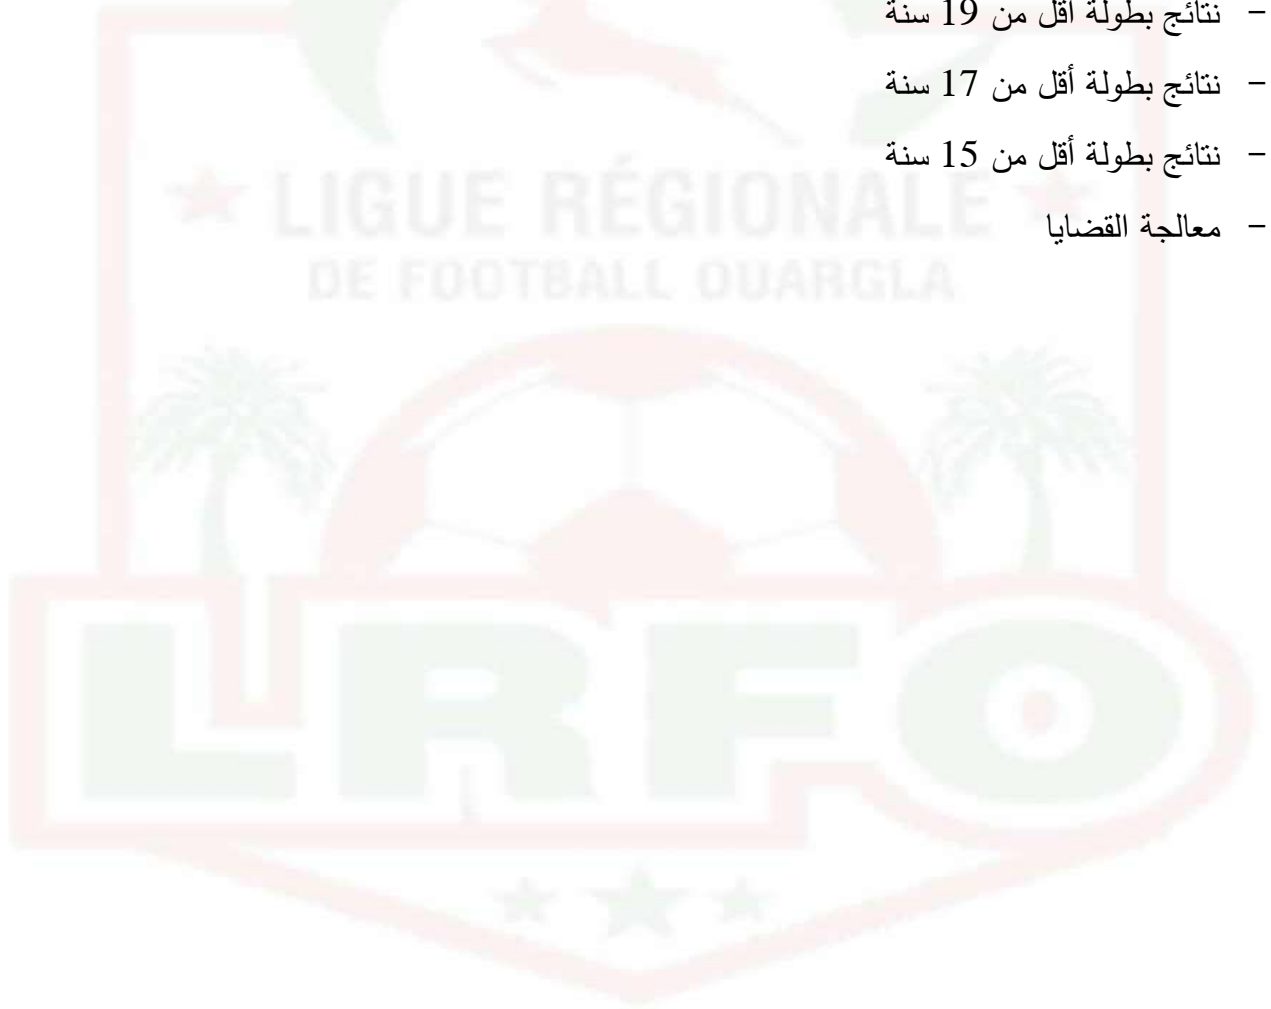 - نتائج بطولة أقل من 19 سنة
- نتائج بطولة أقل من 17 سنة
- نتائج بطولة أقل من 15 سنة
- معالجة القضايا
LIGUE RÉGIONALE
DE FOOTBALL OUARGLA
LRFO